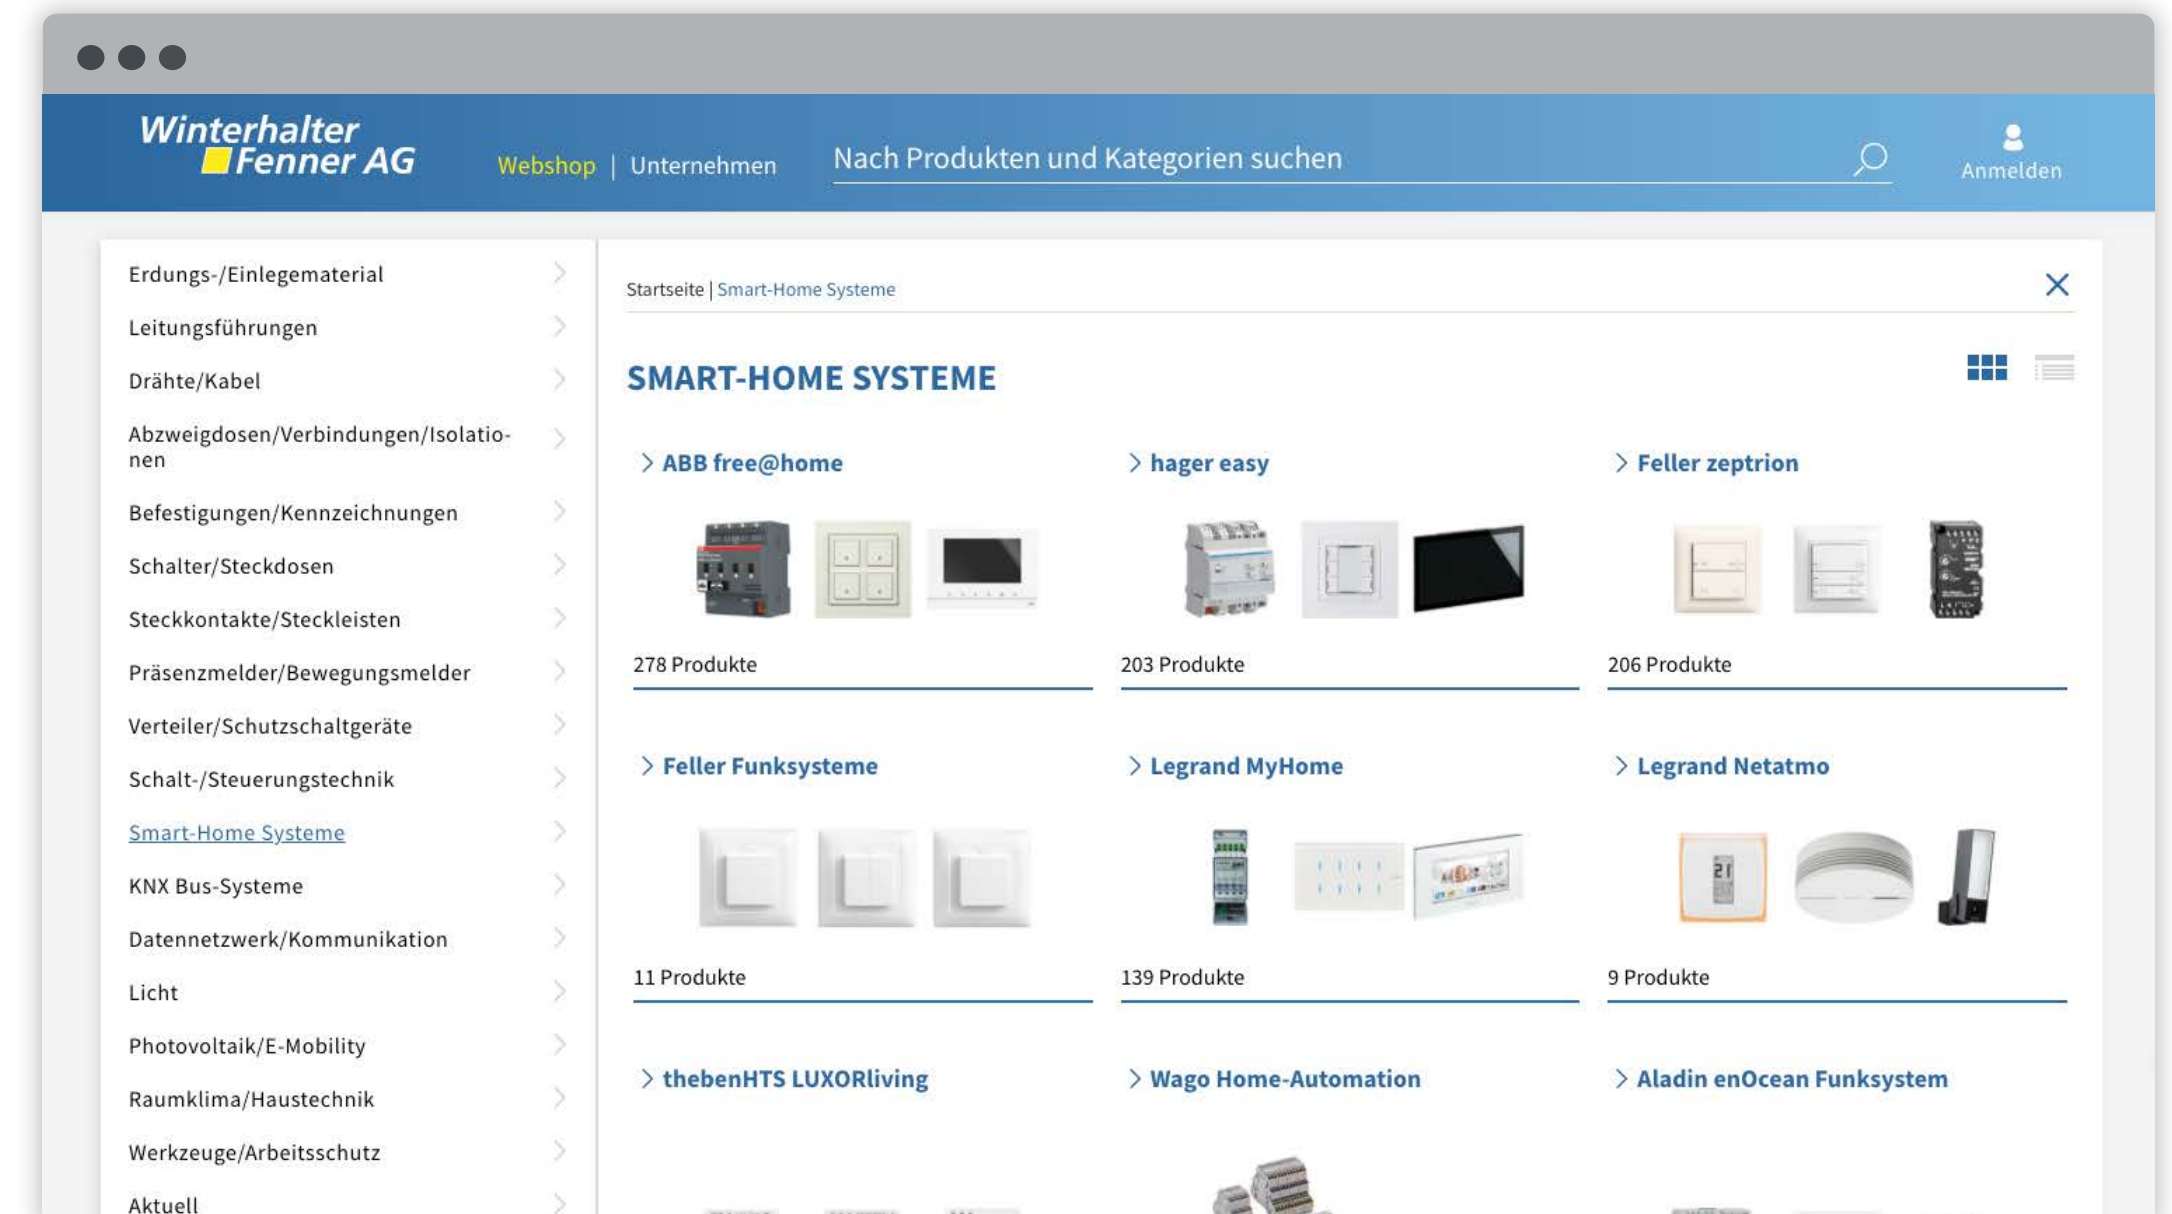 Winterhalter
Fenner AG
Webshop | Unternehmen
Nach Produkten und Kategorien suchen
Anmelden
Erdungs-/Einlegematerial
Leitungsführungen
Drähte/Kabel
Abzweigdosen/Verbindungen/Isolatio-
nen
Befestigungen/Kennzeichnungen
Schalter/Steckdosen
Steckkontakte/Steckleisten
Präsenzmelder/Bewegungsmelder
Verteiler/Schutzschaltgeräte
Schalt-/Steuerungstechnik
Smart-Home Systeme
KNX Bus-Systeme
Datennetzwerk/Kommunikation
Licht
Photovoltaik/E-Mobility
Raumklima/Haustechnik
Werkzeuge/Arbeitsschutz
Aktuell
Startseite | Smart-Home Systeme
SMART-HOME SYSTEME
ABB free@home
278 Produkte
hager easy
203 Produkte
Feller zeptrion
206 Produkte
Feller Funksysteme
11 Produkte
Legrand MyHome
139 Produkte
Legrand Netatmo
21
9 Produkte
thebenHTS LUXORliving
Wago Home-Automation
Aladin enOcean Funksystem